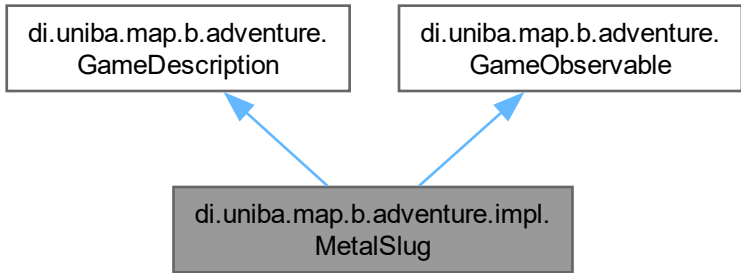 di.uniba.map.b.adventure.
GameDescription
di.uniba.map.b.adventure.
GameObservable
di.uniba.map.b.adventure.impl.
MetalSlug